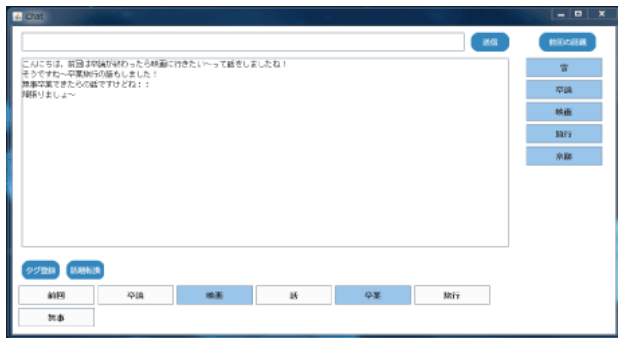 Chat
送信
前回の話題
こんにちは、前回は卒論が終わったら映画に行きたい～って話をしましたね！
そうですね～卒業旅行の話もしました！
無事卒業できたらの話ですけどね：：
頑張りましょ～
雪
卒論
映画
旅行
京都
タグ登録
話題転換
前回
卒論
映画
話
卒業
旅行
無事